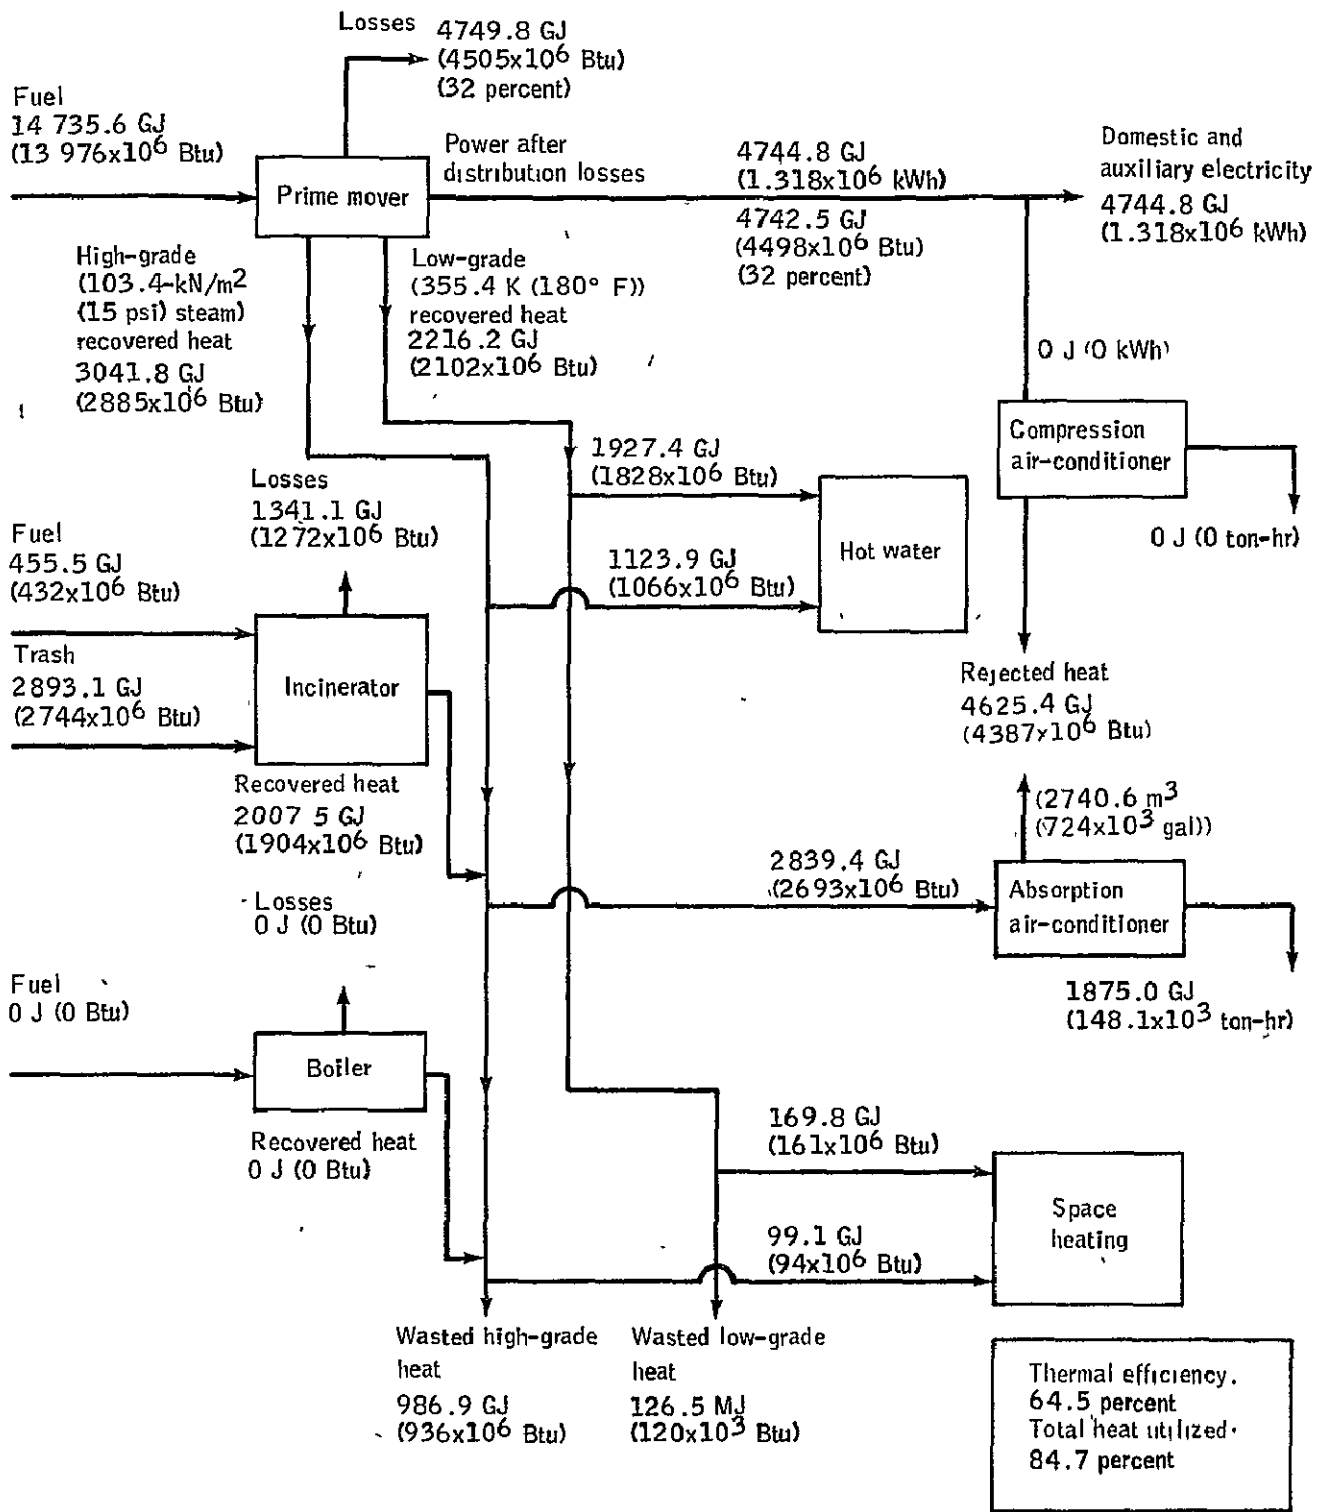 Losses
4749.8 GJ
(4505x10⁶ Btu)
(32 percent)
Fuel
14 735.6 GJ
(13 976x10⁶ Btu)
Prime mover
Power after
distribution losses
4744.8 GJ
(1.318x10⁶ kWh)
4742.5 GJ
(4498x10⁶ Btu)
(32 percent)
Domestic and
auxiliary electricity
4744.8 GJ
(1.318x10⁶ kWh)
High-grade
(103.4-kN/m²
(15 psi) steam)
recovered heat
3041.8 GJ
(2885x10⁶ Btu)
Low-grade
(355.4 K (180° F))
recovered heat
2216.2 GJ
(2102x10⁶ Btu)
0 J (0 kWh)
Compression
air-conditioner
0 J (0 ton-hr)
1927.4 GJ
(1828x10⁶ Btu)
Hot water
1123.9 GJ
(1066x10⁶ Btu)
Losses
1341.1 GJ
(1272x10⁶ Btu)
Fuel
455.5 GJ
(432x10⁶ Btu)
Trash
2893.1 GJ
(2744x10⁶ Btu)
Incinerator
Recovered heat
2007 5 GJ
(1904x10⁶ Btu)
Rejected heat
4625.4 GJ
(4387x10⁶ Btu)
(2740.6 m³
(724x10³ gal))
2839.4 GJ
(2693x10⁶ Btu)
Absorption
air-conditioner
1875.0 GJ
(148.1x10³ ton-hr)
Losses
0 J (0 Btu)
Fuel
0 J (0 Btu)
Boiler
Recovered heat
0 J (0 Btu)
169.8 GJ
(161x10⁶ Btu)
Space
heating
99.1 GJ
(94x10⁶ Btu)
Wasted high-grade
heat
986.9 GJ
(936x10⁶ Btu)
Wasted low-grade
heat
126.5 MJ
(120x10³ Btu)
Thermal efficiency.
64.5 percent
Total heat utilized·
84.7 percent